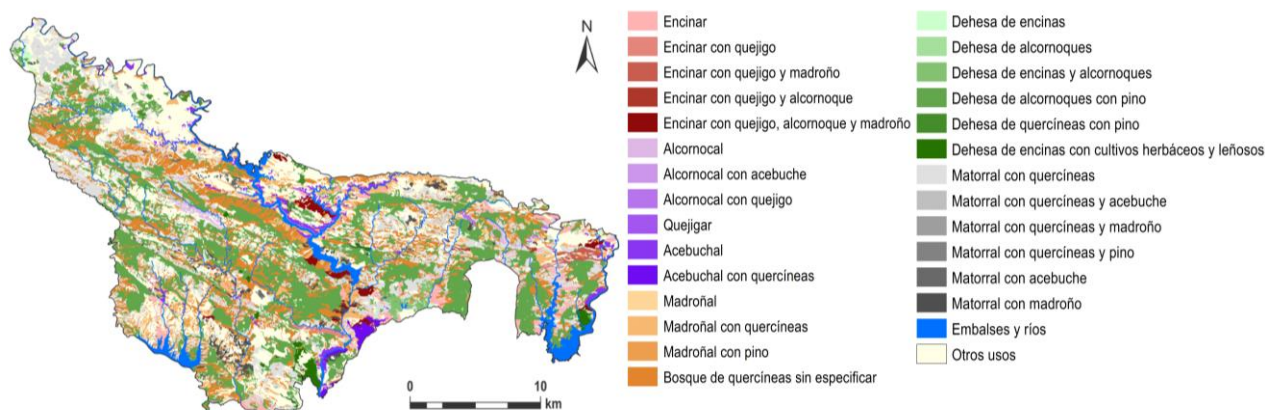 N
0
10
km
Encinar
Encinar con quejigo
Encinar con quejigo y madroño
Encinar con quejigo y alcornoque
Encinar con quejigo, alcornoque y madroño
Alcornocal
Alcornocal con acebuche
Alcornocal con quejigo
Quejigar
Acebuchal
Acebuchal con quercíneas
Madroñal
Madroñal con quercíneas
Madroñal con pino
Bosque de quercíneas sin especificar
Dehesa de encinas
Dehesa de alcornoques
Dehesa de encinas y alcornoques
Dehesa de alcornoques con pino
Dehesa de quercíneas con pino
Dehesa de encinas con cultivos herbáceos y leñosos
Matorral con quercíneas
Matorral con quercíneas y acebuche
Matorral con quercíneas y madroño
Matorral con quercíneas y pino
Matorral con acebuche
Matorral con madroño
Embalses y ríos
Otros usos